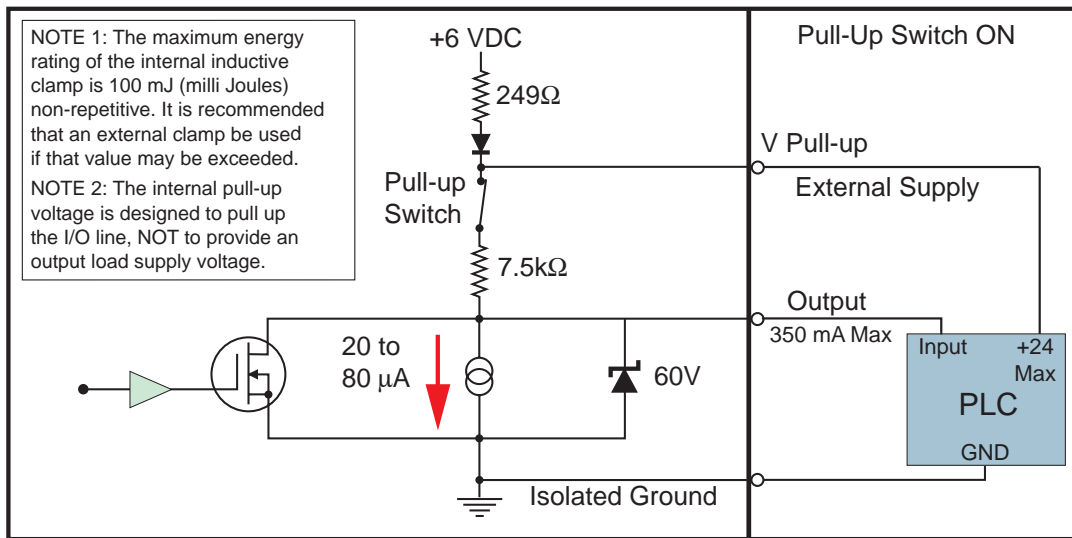 NOTE 1: The maximum energy
rating of the internal inductive
clamp is 100 mJ (milli Joules)
non-repetitive. It is recommended
that an external clamp be used
if that value may be exceeded.
NOTE 2: The internal pull-up
voltage is designed to pull up
the I/O line, NOT to provide an
output load supply voltage.
+6 VDC
249Ω
Pull-up
Switch
7.5kΩ
20 to
80 μA
60V
Isolated Ground
Pull-Up Switch ON
V Pull-up
External Supply
Output
350 mA Max
Input
+24
Max
PLC
GND